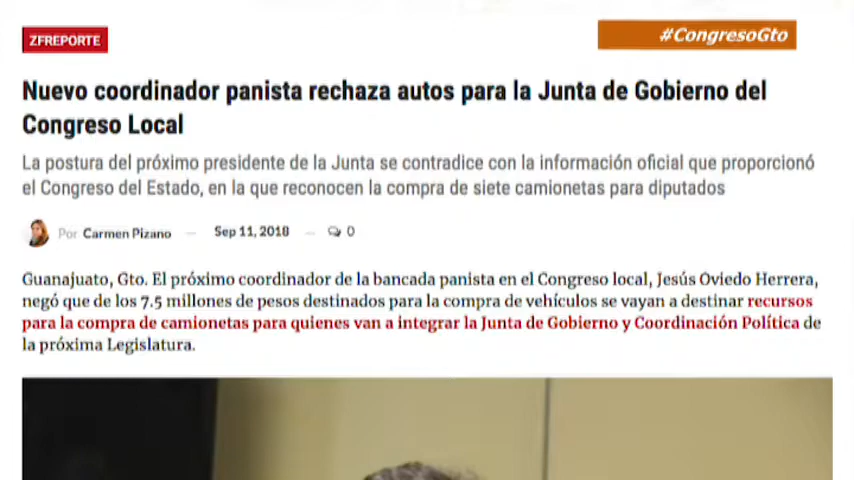 ZFREPORTE
#CongresoGto
Nuevo coordinador panista rechaza autos para la Junta de Gobierno del
Congreso Local
La postura del próximo presidente de la Junta se contradice con la información oficial que proporcionó
el Congreso del Estado, en la que reconocen la compra de siete camionetas para diputados
Por Carmen Pizano — Sep 11, 2018 — 0
Guanajuato, Gto. El próximo coordinador de la bancada panista en el Congreso local, Jesús Oviedo Herrera,
negó que de los 7.5 millones de pesos destinados para la compra de vehículos se vayan a destinar recursos
para la compra de camionetas para quienes van a integrar la Junta de Gobierno y Coordinación Política de
la próxima Legislatura.